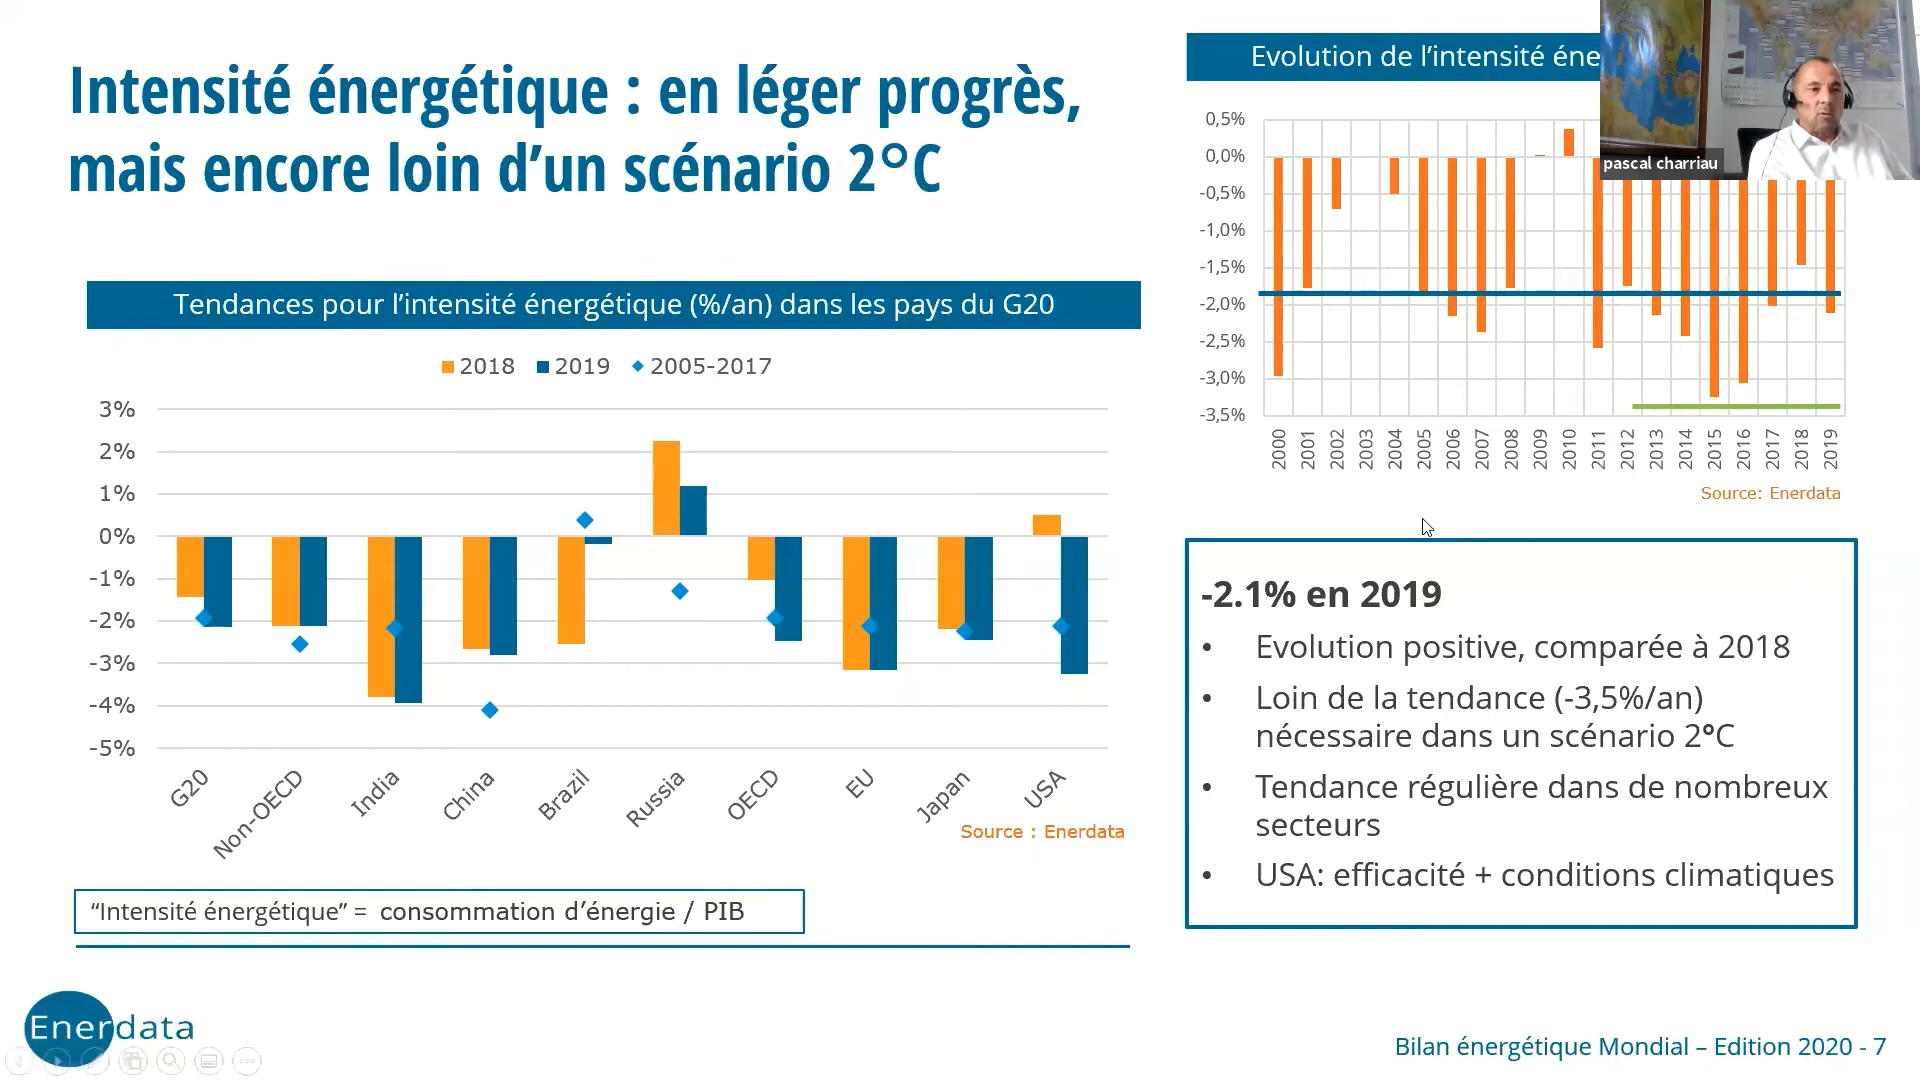 Intensité énergétique : en léger progrès,
mais encore loin d’un scénario 2°C
Tendances pour l’intensité énergétique (%/an) dans les pays du G20
2018 2019 2005-2017
3%
2%
1%
0%
-1%
-2%
-3%
-4%
-5%
G20
Non-OECD
India
China
Brazil
Russia
OECD
EU
Japan
USA
Source : Enerdata
“Intensité énergétique” = consommation d’énergie / PIB
Evolution de l’intensité
pascal charriau
0,5%
0,0%
-0,5%
-1,0%
-1,5%
-2,0%
-2,5%
-3,0%
-3,5%
2000
2001
2002
2003
2004
2005
2006
2007
2008
2009
2010
2011
2012
2013
2014
2015
2016
2017
2018
2019
Source: Enerdata
-2.1% en 2019
• Evolution positive, comparée à 2018
• Loin de la tendance (-3,5%/an)
nécessaire dans un scénario 2°C
• Tendance régulière dans de nombreux
secteurs
• USA: efficacité + conditions climatiques
Enerdata
Bilan énergétique Mondial – Edition 2020 - 7